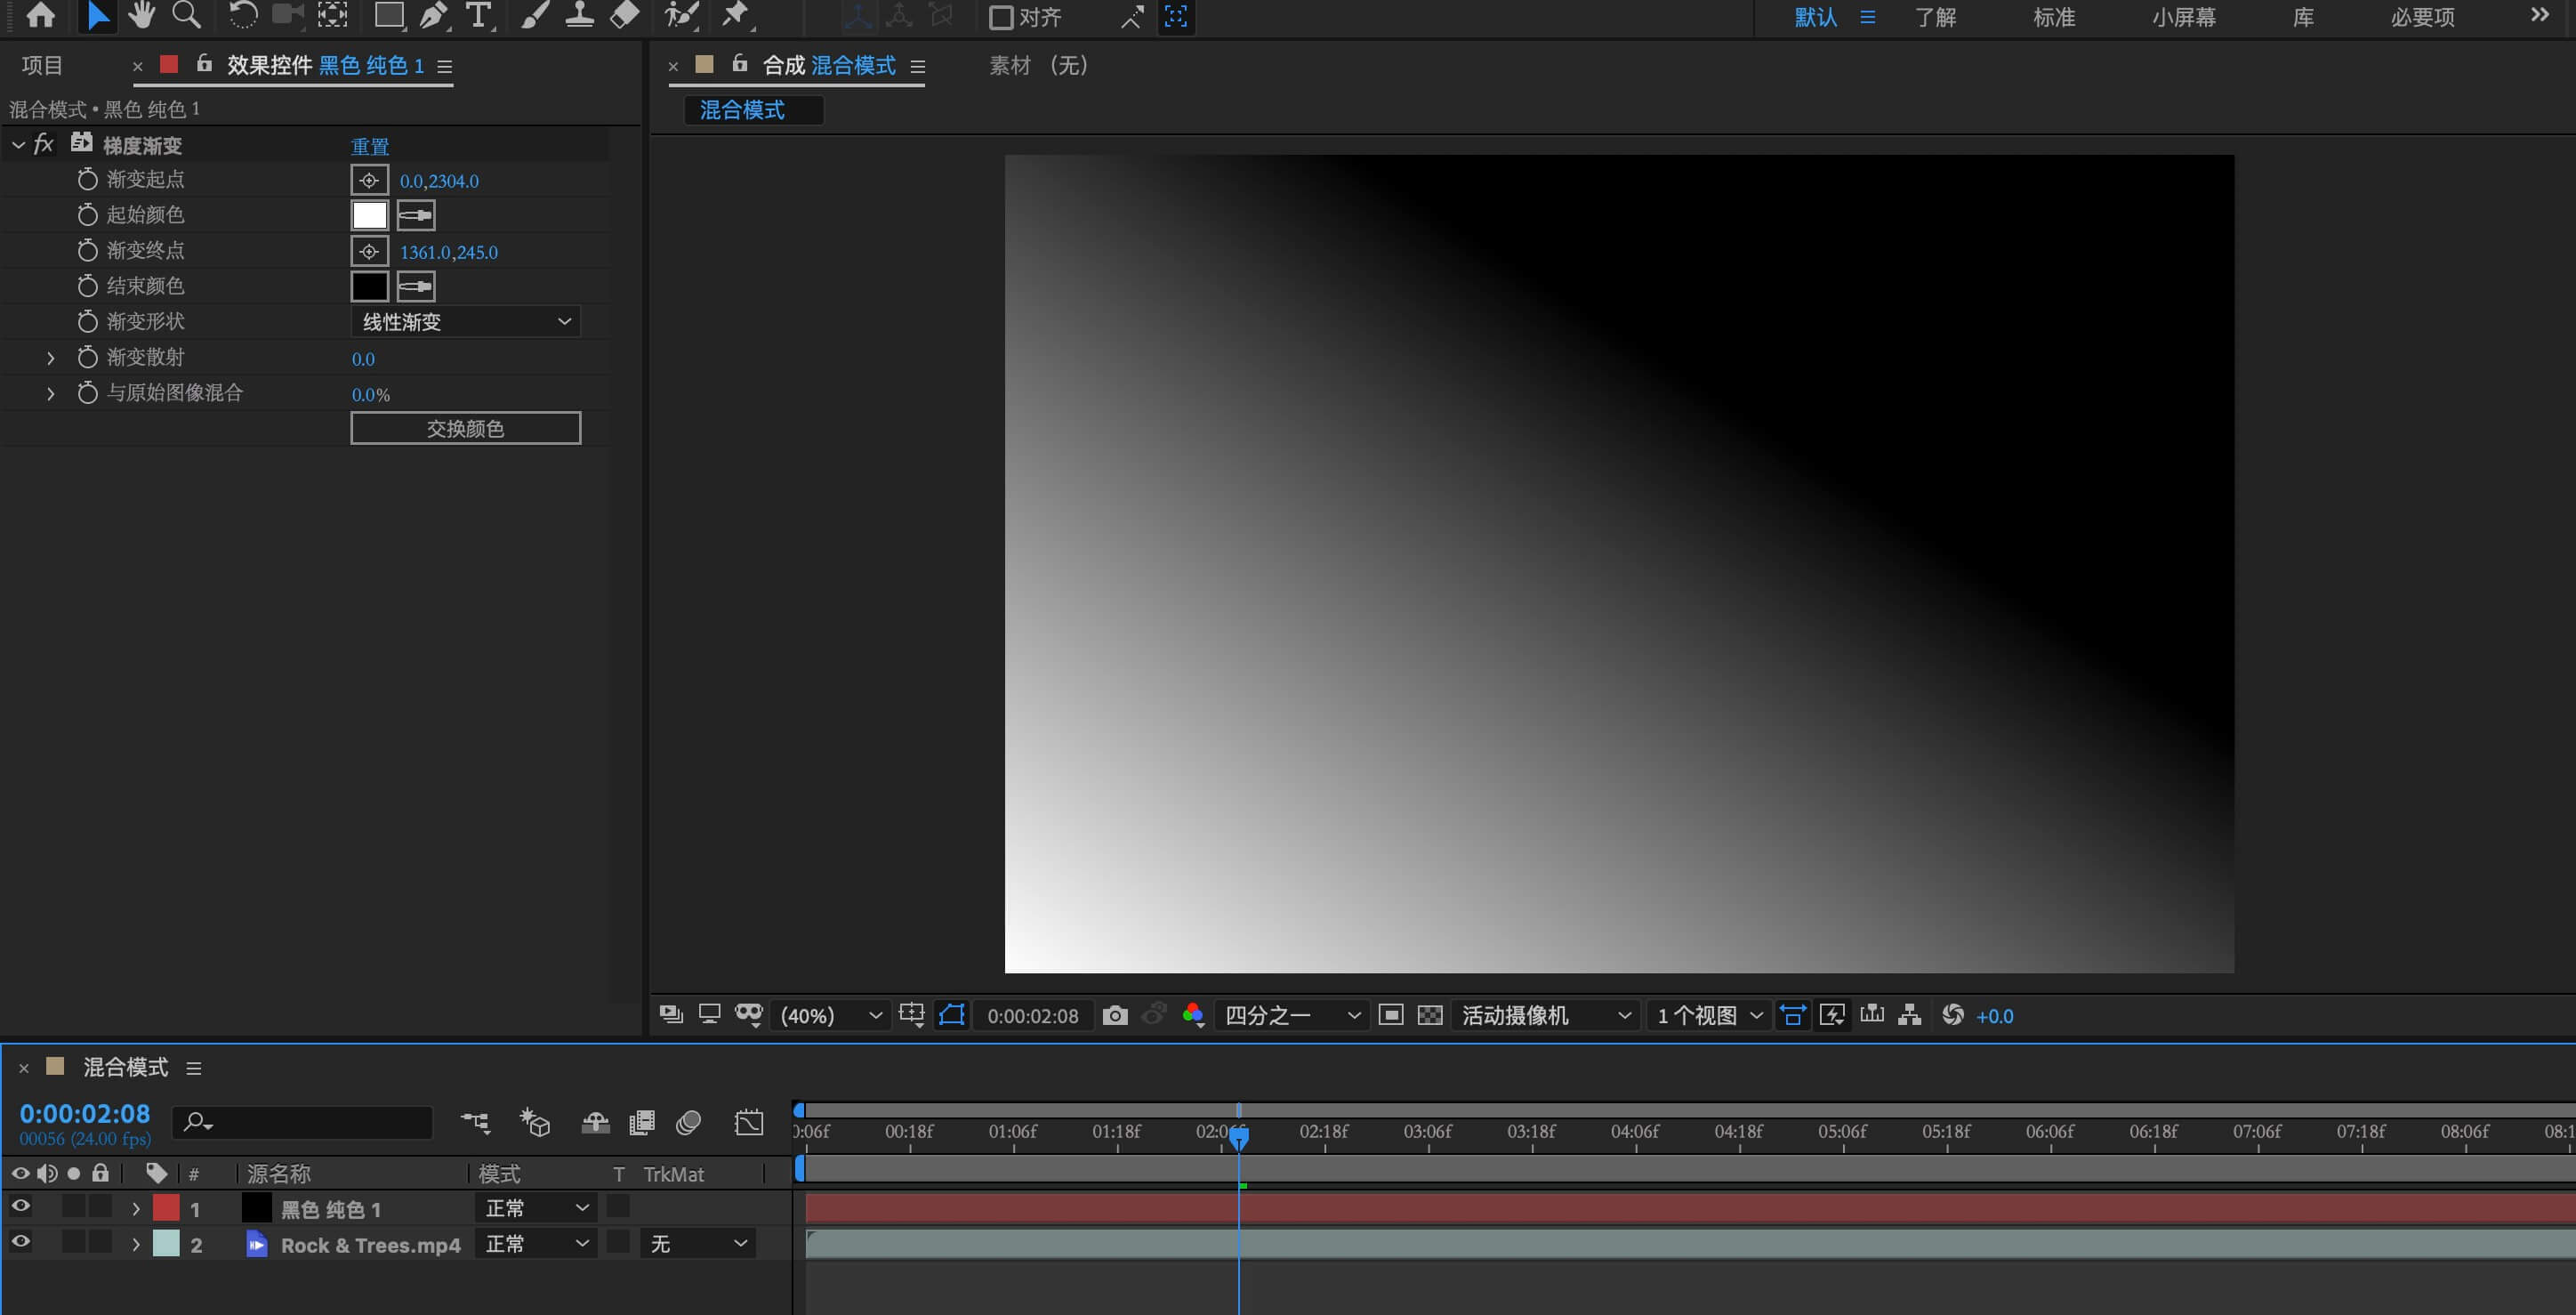 对齐
默认 了解 标准 小屏幕 库 必要项
项目 效果控件 黑色 纯色 1
合成 混合模式 素材 (无)
混合模式 • 黑色 纯色 1
混合模式
fx 梯度渐变 重置
渐变起点 0.0,2304.0
起始颜色
渐变终点 1361.0,245.0
结束颜色
渐变形状 线性渐变
渐变散射 0.0
与原始图像混合 0.0%
交换颜色
(40%) 0:00:02:08 四分之一 活动摄像机 1 个视图 +0.0
混合模式
0:00:02:08
00056 (24.00 fps)
0:06f 00:18f 01:06f 01:18f 02:06f 02:18f 03:06f 03:18f 04:06f 04:18f 05:06f 05:18f 06:06f 06:18f 07:06f 07:18f 08:06f 08:1
# 源名称 模式 T TrkMat
1 黑色 纯色 1 正常
2 Rock & Trees.mp4 正常 无